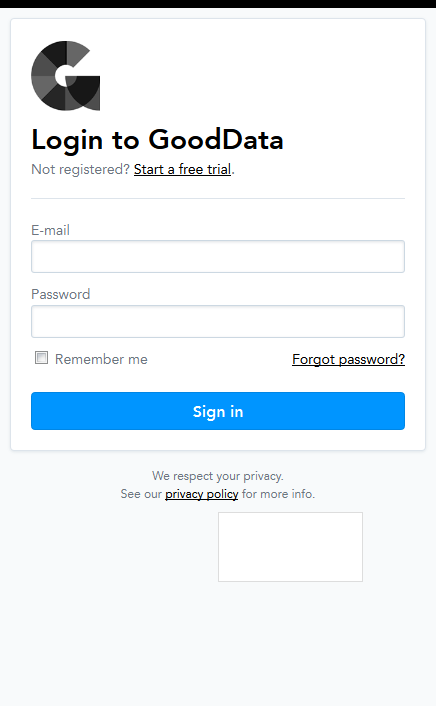 Login to GoodData
Not registered? Start a free trial.
E-mail
Password
Remember me
Forgot password?
Sign in
We respect your privacy.
See our privacy policy for more info.